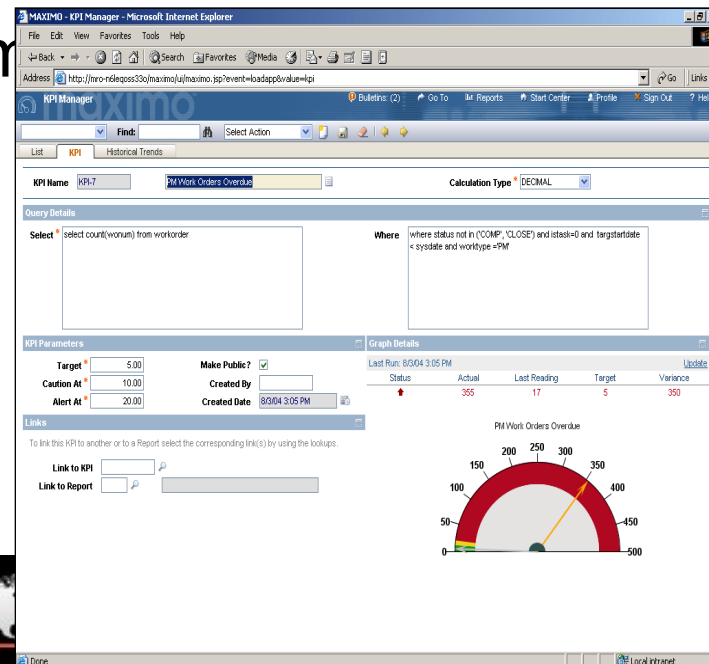 MAXIMO - KPI Manager - Microsoft Internet Explorer
File Edit View Favorites Tools Help
Back Search Favorites Media
Address http://mro-n6leqoss33o/maximo/ui/maximo.jsp?event=loadapp&value=kpi Go Links
KPI Manager maximo Bulletins: (2) Go To Reports Start Center Profile Sign Out ? Hel
Find: Select Action
List KPI Historical Trends
KPI Name KPI-7 PM Work Orders Overdue Calculation Type * DECIMAL
Query Details
Select * select count(wonum) from workorder Where where status not in ('COMP', 'CLOSE') and istask=0 and targstartdate
< sysdate and worktype ='PM'
KPI Parameters Graph Details
Target * 5.00 Make Public? Last Run: 8/3/04 3:05 PM Update
Caution At * 10.00 Created By Status Actual Last Reading Target Variance
Alert At * 20.00 Created Date 8/3/04 3:05 PM 355 17 5 350
Links
To link this KPI to another or to a Report select the corresponding link(s) by using the lookups.
Link to KPI
Link to Report
PM Work Orders Overdue
0 50 100 150 200 250 300 350 400 450 500
Done Local intranet